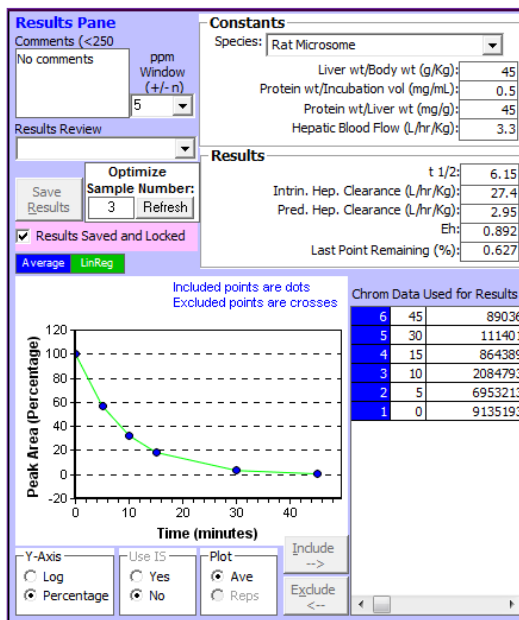 Results Pane
Comments (<250
No comments
ppm
Window
(+/- n)
5
Results Review
Optimize
Sample Number:
3 Refresh
Save
Results
Results Saved and Locked
Average LinReg
Constants
Species: Rat Microsome
Liver wt/Body wt (g/Kg): 45
Protein wt/Incubation vol (mg/mL): 0.5
Protein wt/Liver wt (mg/g): 45
Hepatic Blood Flow (L/hr/Kg): 3.3
Results
t 1/2: 6.15
Intrin. Hep. Clearance (L/hr/Kg): 27.4
Pred. Hep. Clearance (L/hr/Kg): 2.95
Eh: 0.892
Last Point Remaining (%): 0.627
Included points are dots
Excluded points are crosses
Peak Area (Percentage)
120
100
80
60
40
20
0
-20
0 10 20 30 40
Time (minutes)
Chrom Data Used for Results
6 45 89036
5 30 111401
4 15 864389
3 10 2084793
2 5 6953213
1 0 9135193
Y-Axis
Log
Percentage
Use IS
Yes
No
Plot
Ave
Reps
Include
-->
Exclude
<--